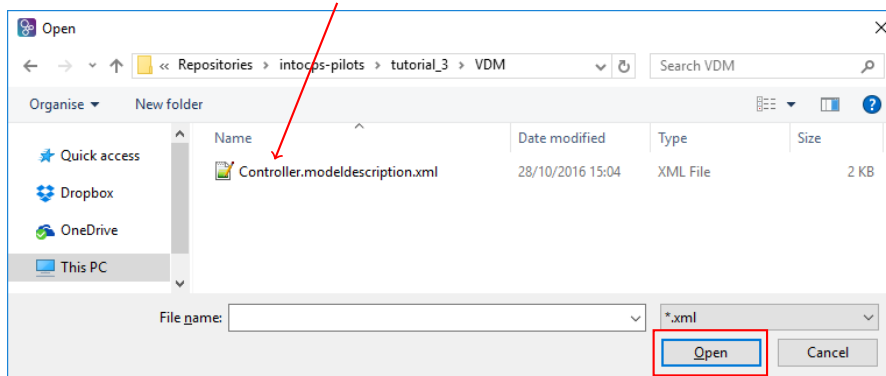 Open
« Repositories > intocps-pilots > tutorial_3 > VDM
Search VDM
Organise
New folder
Name
Date modified
Type
Size
Quick access
Dropbox
OneDrive
This PC
Controller.modeldescription.xml
28/10/2016 15:04
XML File
2 KB
File name:
*.xml
Open
Cancel